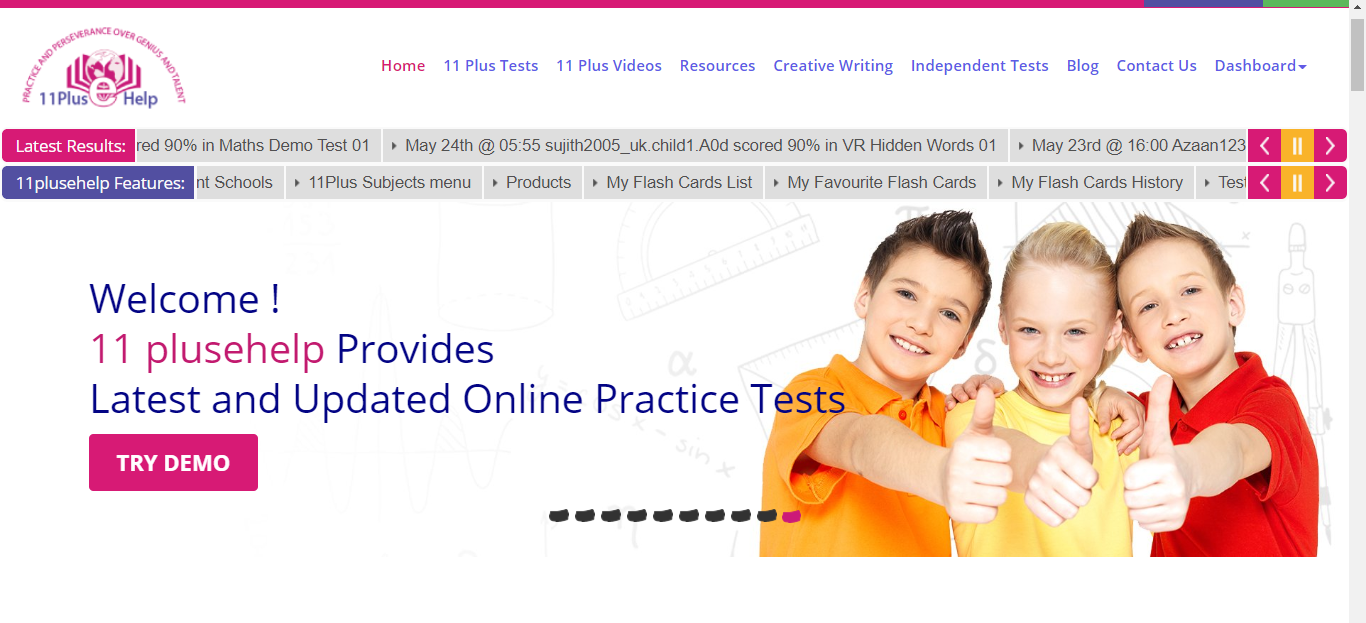 PRACTICE AND PERSEVERANCE OVER GENIUS AND TALENT
11Plus Help
Home 11 Plus Tests 11 Plus Videos Resources Creative Writing Independent Tests Blog Contact Us Dashboard
Latest Results: red 90% in Maths Demo Test 01 May 24th @ 05:55 sujith2005_uk.child1.A0d scored 90% in VR Hidden Words 01 May 23rd @ 16:00 Azaan123
11plusehelp Features: nt Schools 11Plus Subjects menu Products My Flash Cards List My Favourite Flash Cards My Flash Cards History Test
Welcome !
11 plusehelp Provides
Latest and Updated Online Practice Tests
TRY DEMO